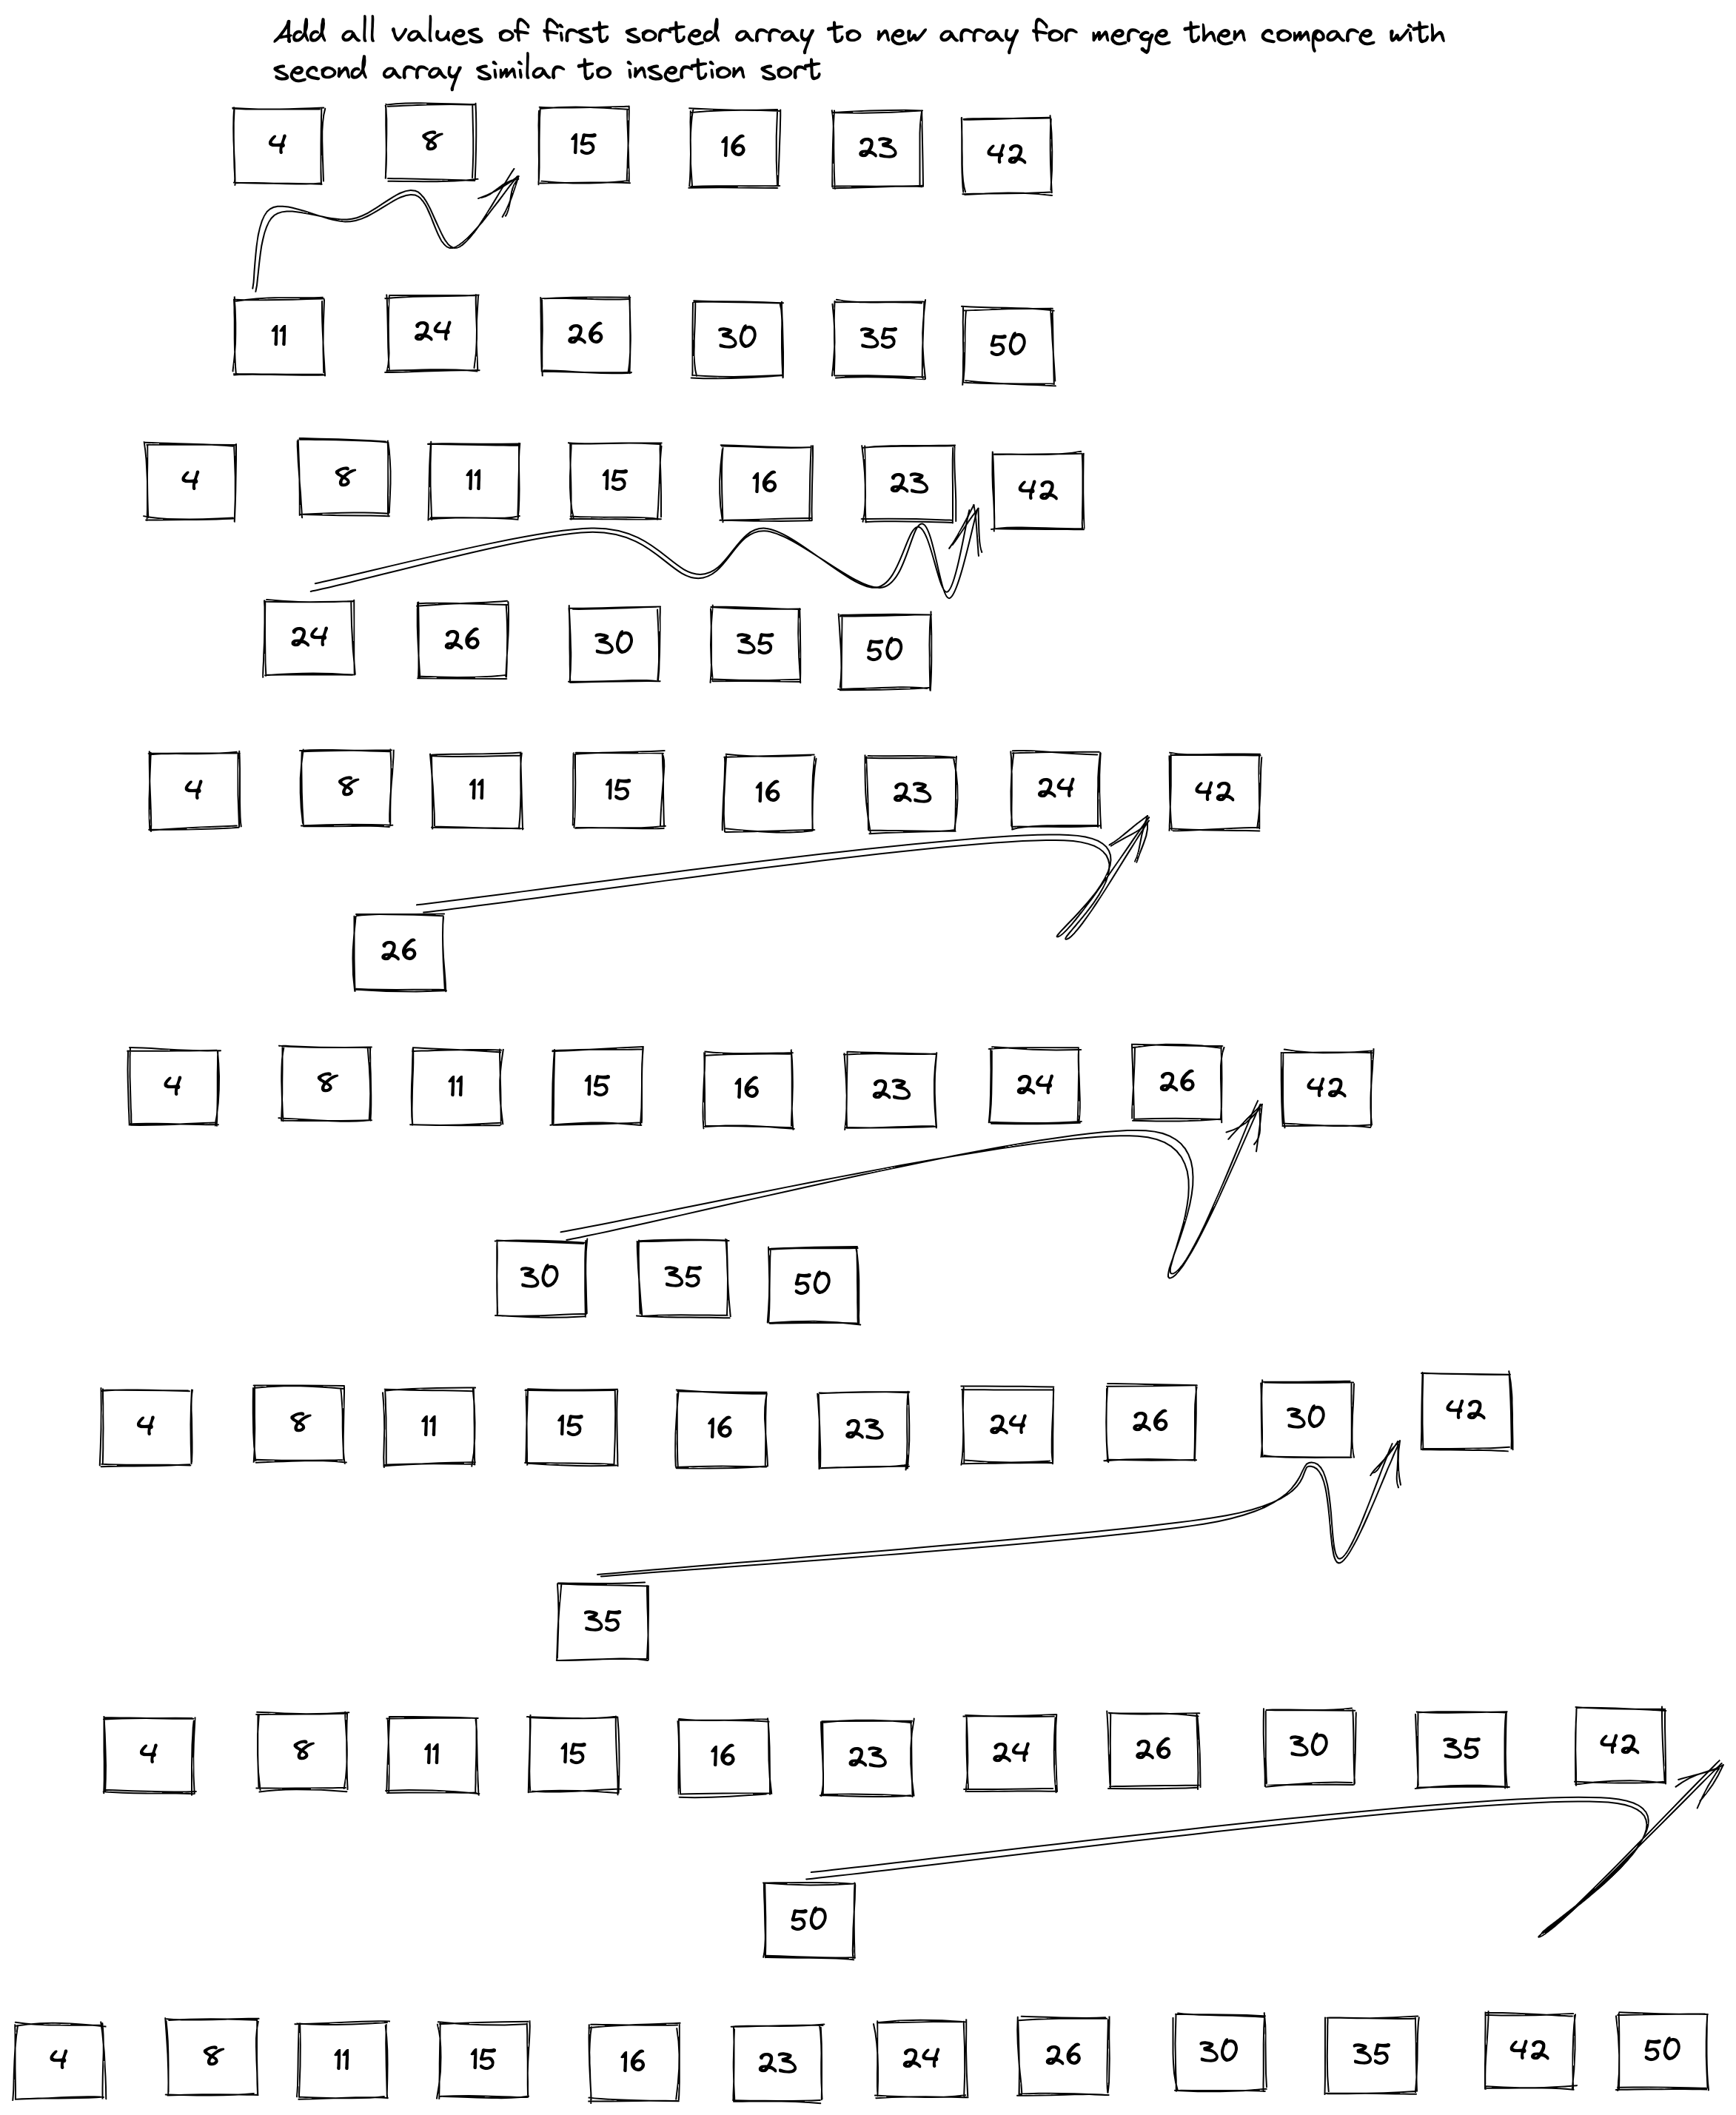 Add all values of first sorted array to new array for merge then compare with
second array similar to insertion sort
4 8 15 16 23 42
11 24 26 30 35 50
4 8 11 15 16 23 42
24 26 30 35 50
4 8 11 15 16 23 24 42
26
4 8 11 15 16 23 24 26 42
30 35 50
4 8 11 15 16 23 24 26 30 42
35
4 8 11 15 16 23 24 26 30 35 42
50
4 8 11 15 16 23 24 26 30 35 42 50